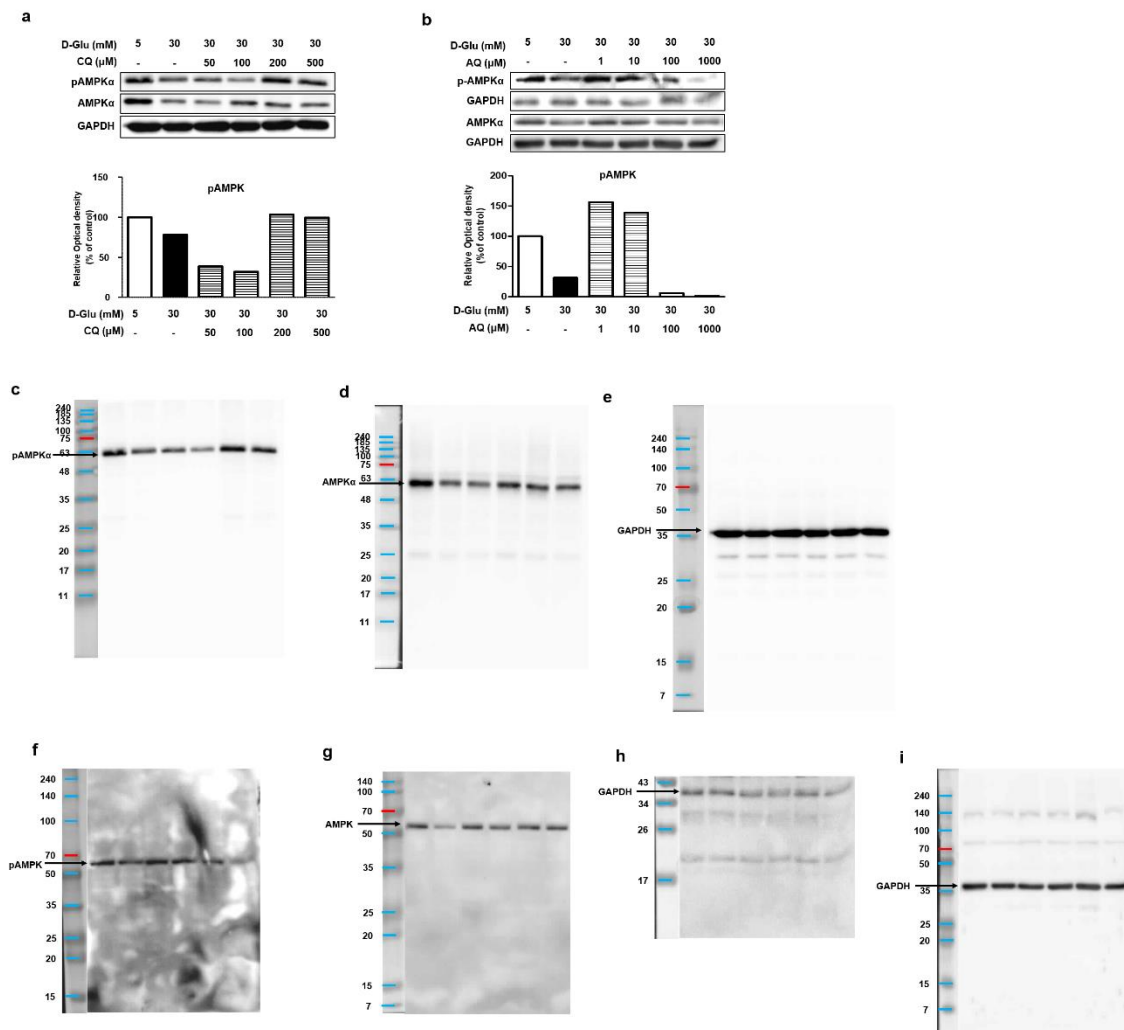 a
D-Glu (mM) 5 30 30 30 30 30
CQ (µM) - - 50 100 200 500
pAMPKα
AMPKα
GAPDH
pAMPK
Relative Optical density
(% of control)
150
100
50
0
D-Glu (mM) 5 30 30 30 30 30
CQ (µM) - - 50 100 200 500
b
D-Glu (mM) 5 30 30 30 30 30
AQ (µM) - - 1 10 100 1000
p-AMPKα
GAPDH
AMPKα
GAPDH
pAMPK
Relative Optical density
(% of control)
200
150
100
50
0
D-Glu (mM) 5 30 30 30 30 30
AQ (µM) - - 1 10 100 1000
c
240
185
135
100
75
63
48
35
25
20
17
11
pAMPKα
d
240
185
135
100
75
63
48
35
25
20
17
11
AMPKα
e
240
140
100
70
50
35
25
20
15
7
GAPDH
f
240
140
100
70
50
35
25
20
15
pAMPK
g
140
100
70
50
35
25
20
15
7
AMPK
h
43
34
26
17
GAPDH
i
240
140
100
70
50
35
25
20
15
7
GAPDH